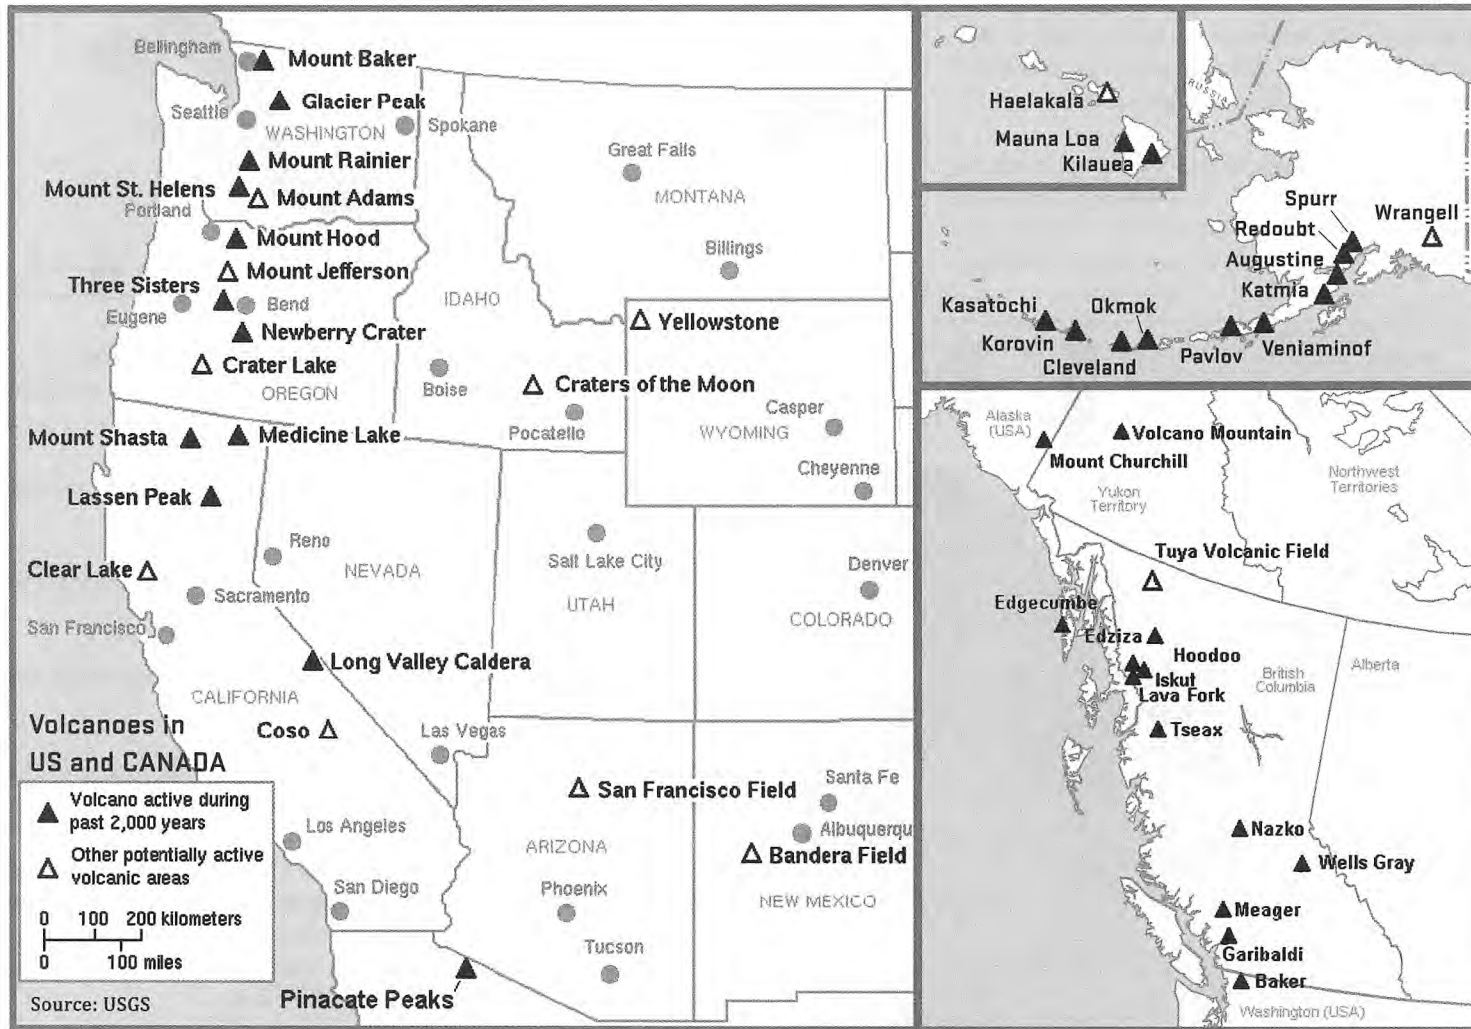 Bellingham
Mount Baker
Glacier Peak
Seattle
WASHINGTON
Spokane
Mount Rainier
Mount St. Helens
Mount Adams
Portland
Mount Hood
Mount Jefferson
Three Sisters
Eugene
Bend
Newberry Crater
Crater Lake
OREGON
Great Falls
MONTANA
Billings
IDAHO
Yellowstone
Boise
Craters of the Moon
Pocatello
Casper
WYOMING
Cheyenne
Mount Shasta
Medicine Lake
Lassen Peak
Reno
NEVADA
Clear Lake
Sacramento
San Francisco
Salt Lake City
UTAH
Denver
COLORADO
Long Valley Caldera
CALIFORNIA
Coso
Las Vegas
San Francisco Field
Santa Fe
Albuquerqu
Bandera Field
NEW MEXICO
ARIZONA
Phoenix
Tucson
Los Angeles
San Diego
Pinacate Peaks
Volcanoes in
US and CANADA
Volcano active during
past 2,000 years
Other potentially active
volcanic areas
0 100 200 kilometers
0 100 miles
Source: USGS
Haelakala
Mauna Loa
Kilauea
RUSSIA
Spurr
Wrangell
Redoubt
Augustine
Katmia
Kasatochi
Okmok
Korovin
Cleveland
Pavlov
Veniaminof
Alaska
(USA)
Volcano Mountain
Mount Churchill
Yukon
Territory
Northwest
Territories
Tuya Volcanic Field
Edgecumbe
Edziza
Hoodoo
Iskut
Lava Fork
British
Columbia
Alberta
Tseax
Nazko
Wells Gray
Meager
Garibaldi
Baker
Washington (USA)